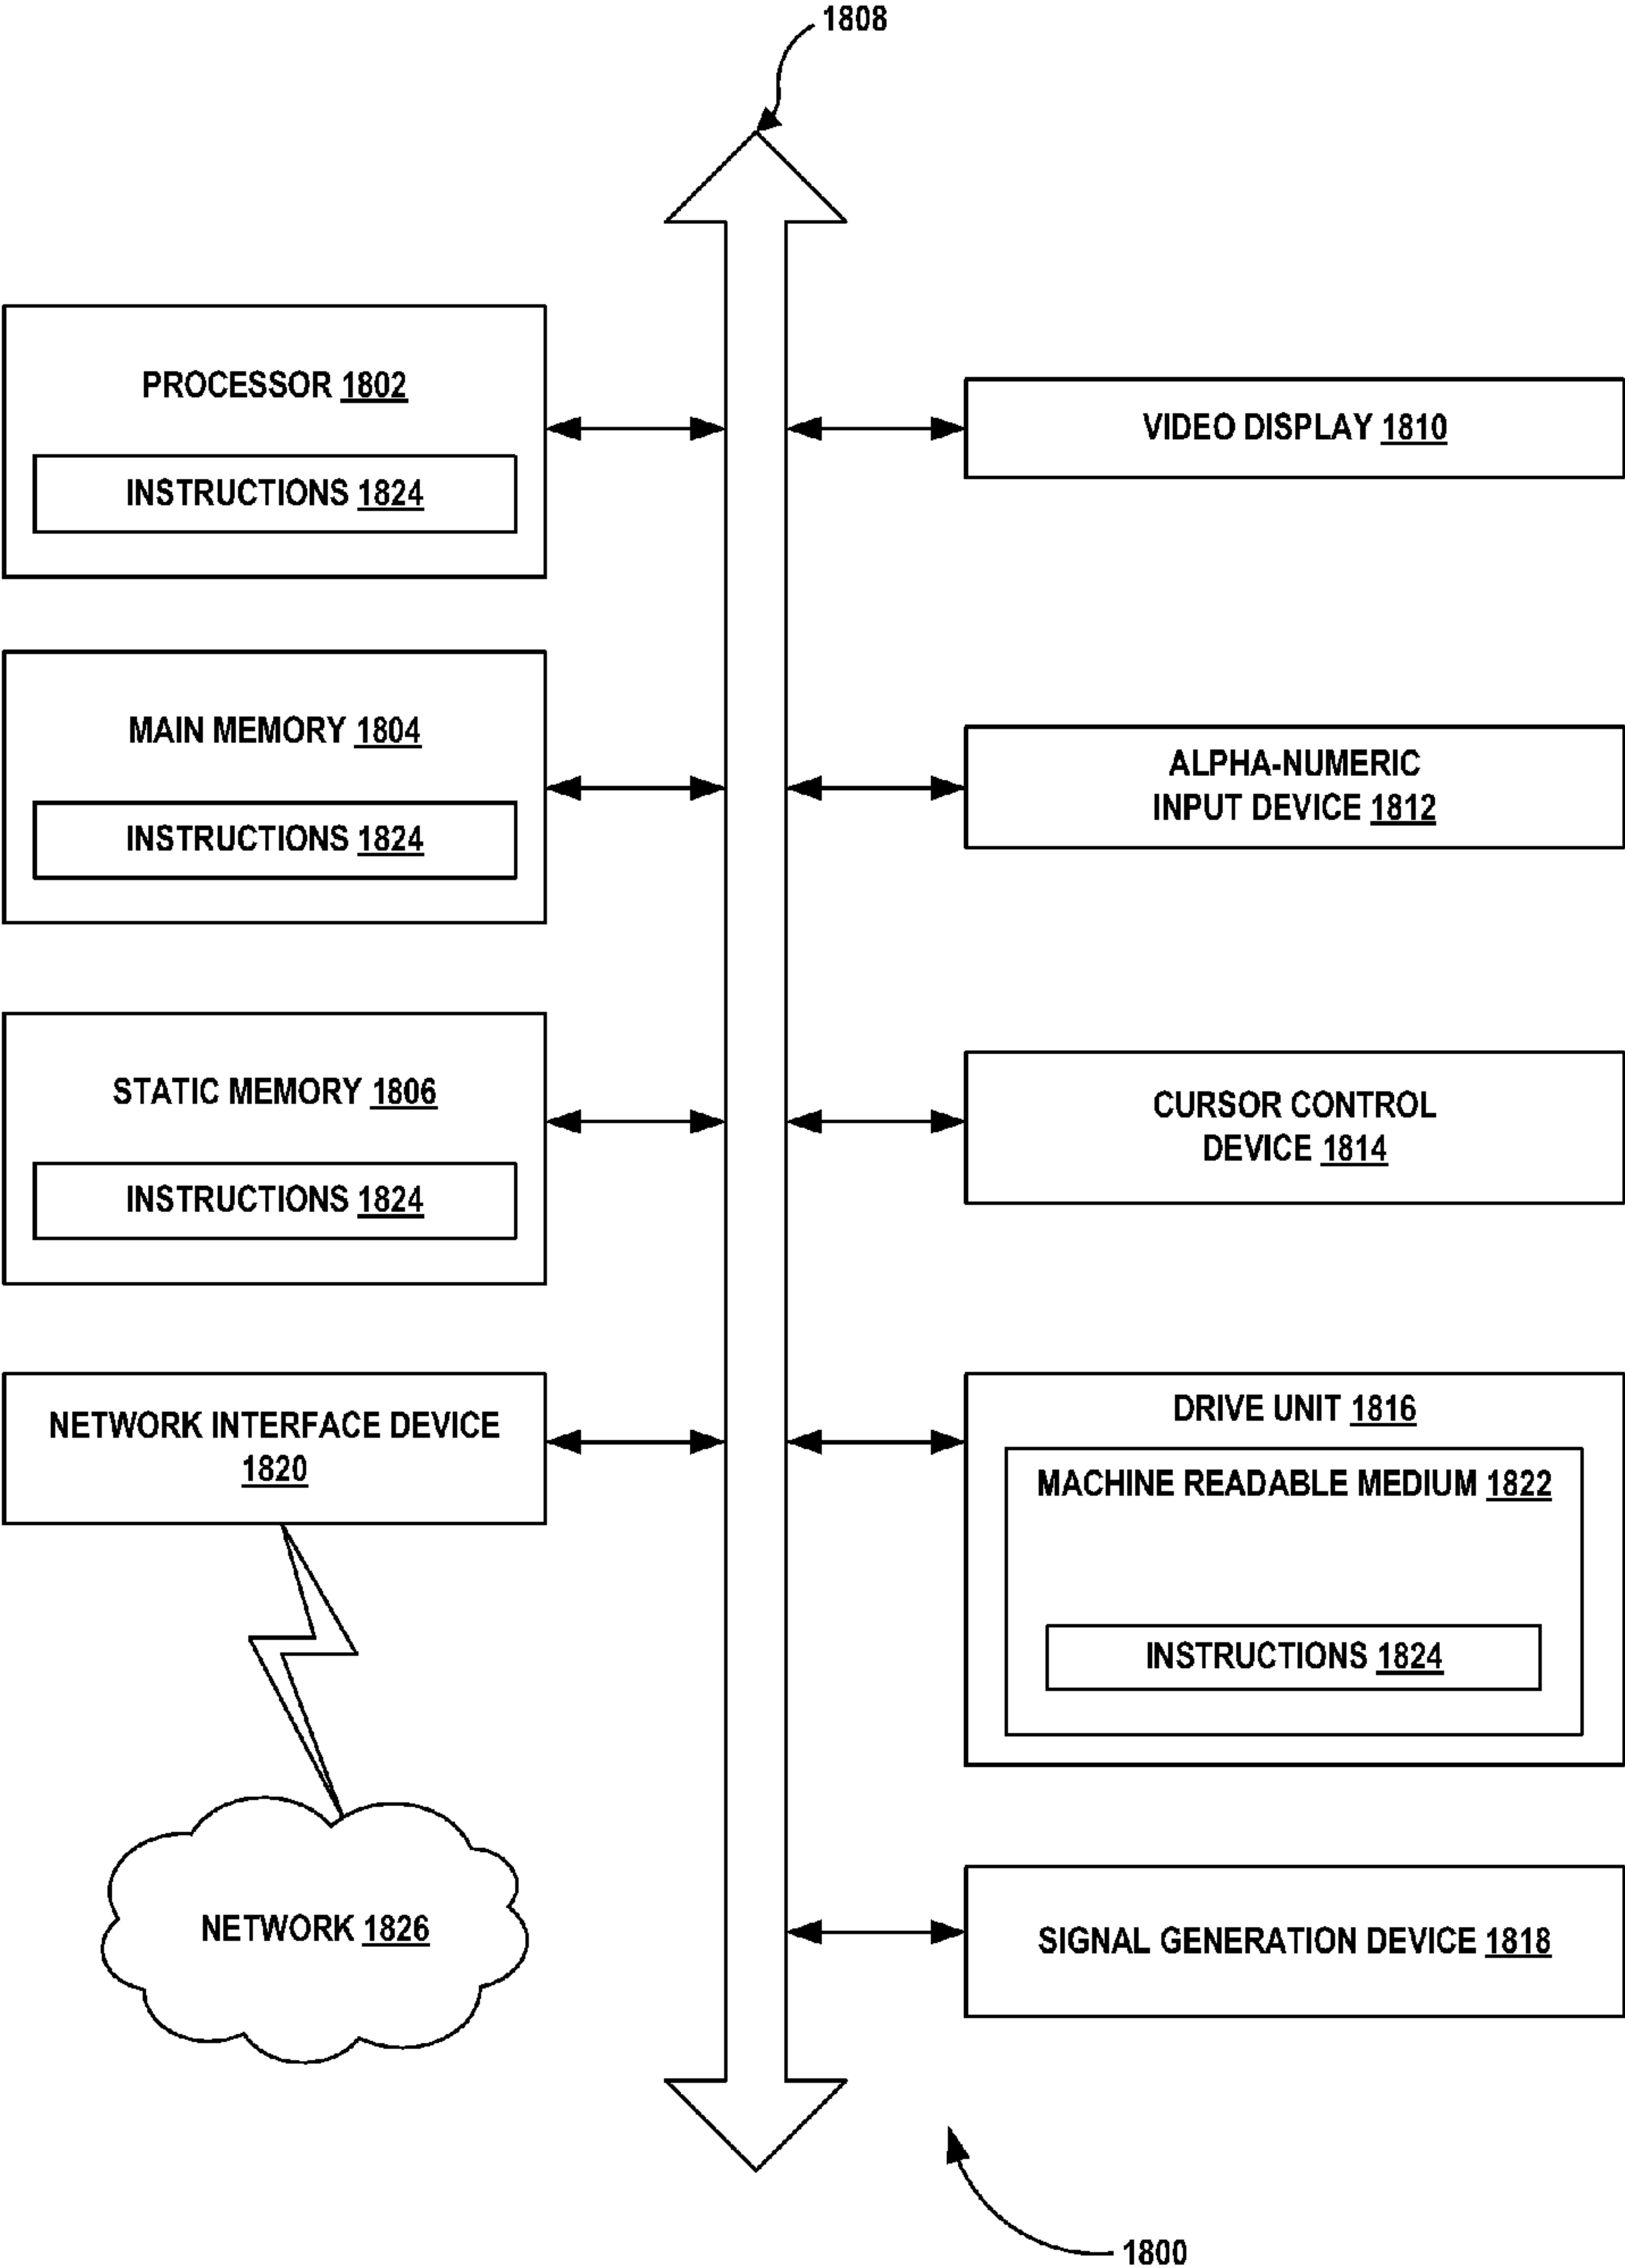 1808
PROCESSOR 1802
INSTRUCTIONS 1824
VIDEO DISPLAY 1810
MAIN MEMORY 1804
INSTRUCTIONS 1824
ALPHA-NUMERIC
INPUT DEVICE 1812
STATIC MEMORY 1806
INSTRUCTIONS 1824
CURSOR CONTROL
DEVICE 1814
NETWORK INTERFACE DEVICE
1820
DRIVE UNIT 1816
MACHINE READABLE MEDIUM 1822
INSTRUCTIONS 1824
NETWORK 1826
SIGNAL GENERATION DEVICE 1818
1800